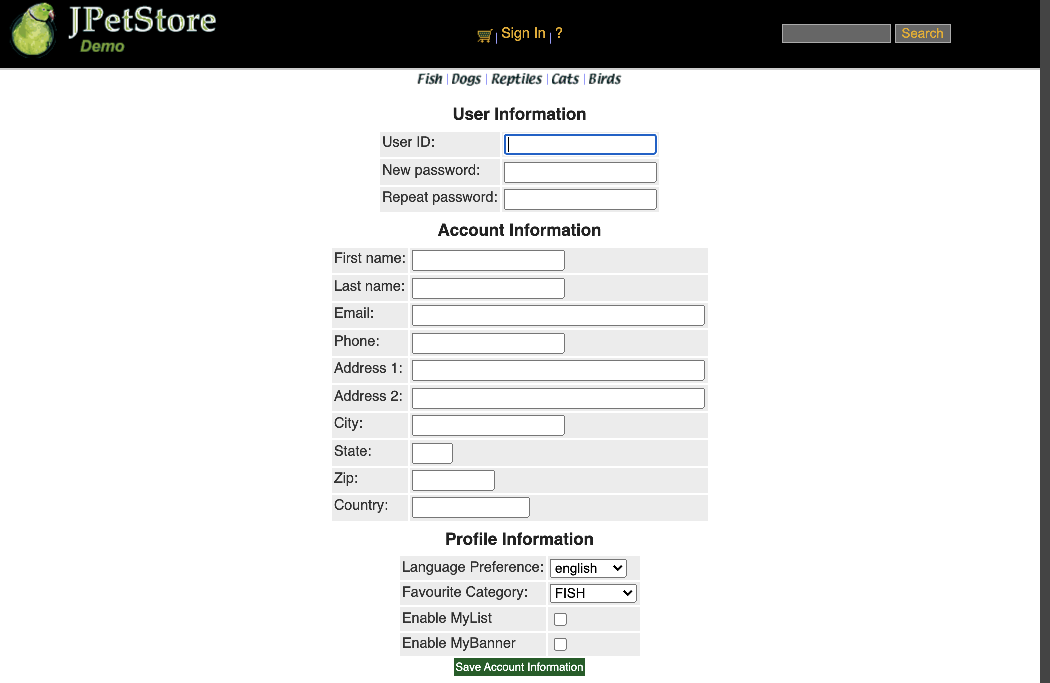 JPetStore
Demo
Sign In | ?
Search
Fish | Dogs | Reptiles | Cats | Birds
User Information
User ID:
New password:
Repeat password:
Account Information
First name:
Last name:
Email:
Phone:
Address 1:
Address 2:
City:
State:
Zip:
Country:
Profile Information
Language Preference: english
Favourite Category: FISH
Enable MyList
Enable MyBanner
Save Account Information